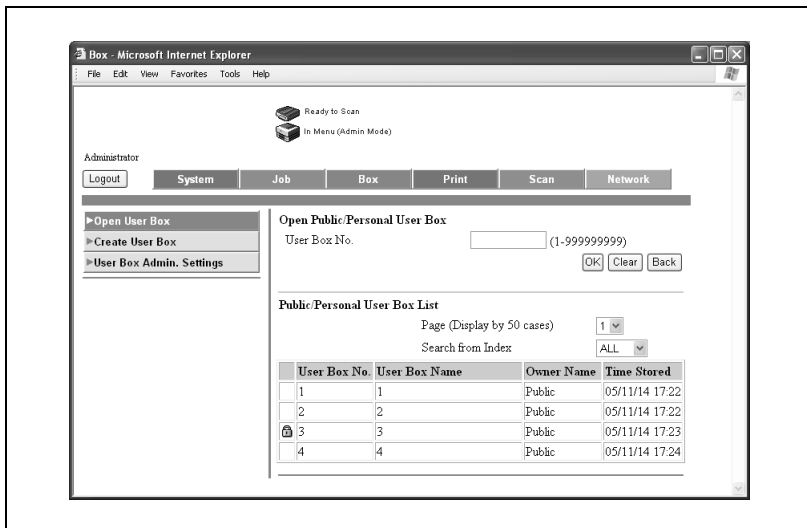 Box - Microsoft Internet Explorer
File Edit View Favorites Tools Help
Ready to Scan
In Menu (Admin Mode)
Administrator
Logout System Job Box Print Scan Network
Open User Box
Create User Box
User Box Admin. Settings
Open Public/Personal User Box
User Box No. (1-999999999)
OK Clear Back
Public/Personal User Box List
Page (Display by 50 cases) 1
Search from Index ALL
User Box No. User Box Name Owner Name Time Stored
1 1 Public 05/11/14 17:22
2 2 Public 05/11/14 17:22
3 3 Public 05/11/14 17:23
4 4 Public 05/11/14 17:24